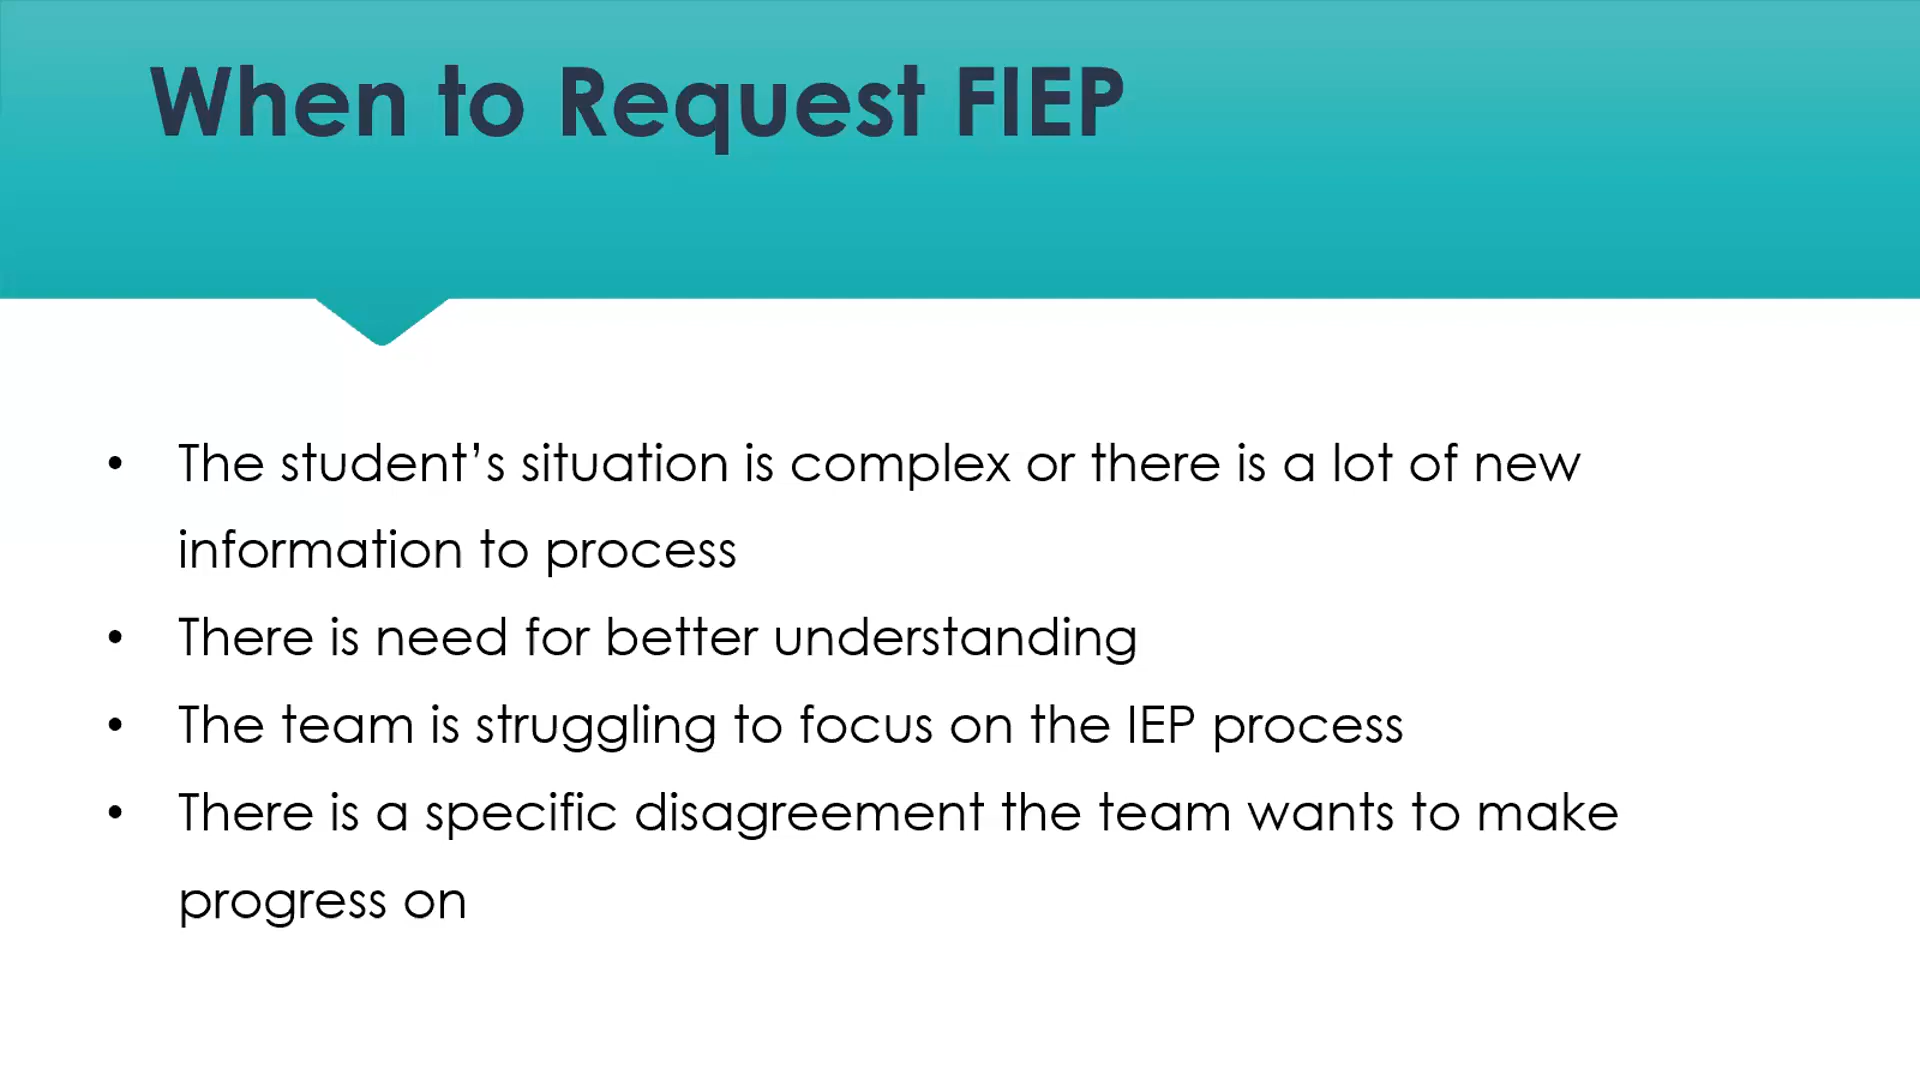 When to Request FIEP
• The student’s situation is complex or there is a lot of new
information to process
• There is need for better understanding
• The team is struggling to focus on the IEP process
• There is a specific disagreement the team wants to make
progress on